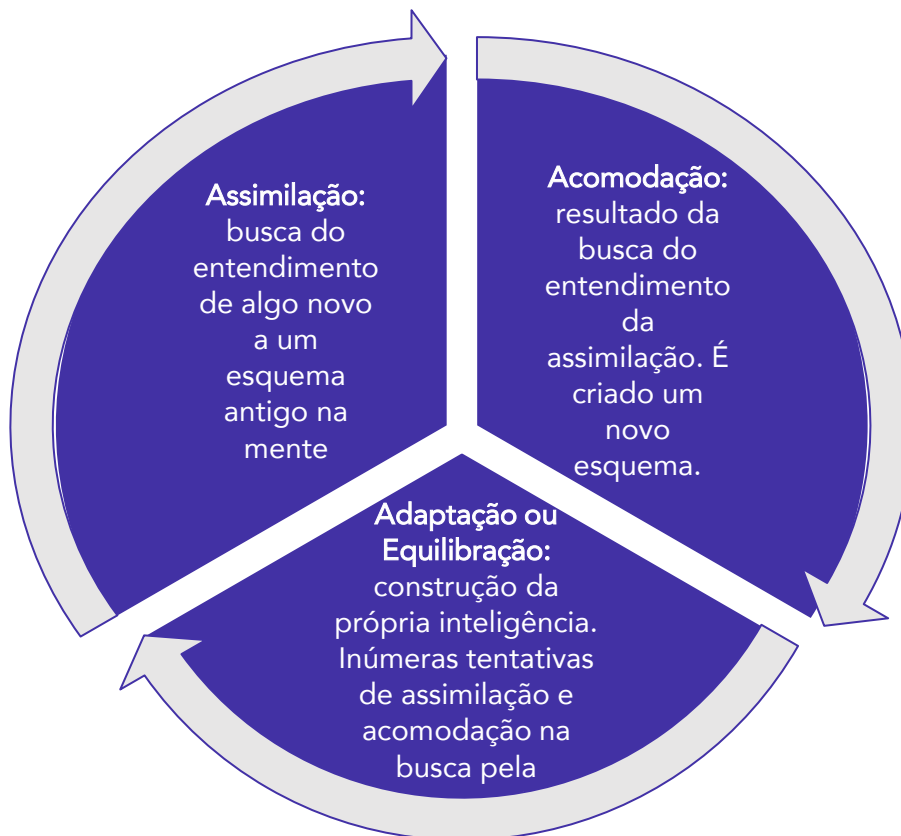 Assimilação:
busca do
entendimento
de algo novo
a um
esquema
antigo na
mente
Acomodação:
resultado da
busca do
entendimento
da
assimilação. É
criado um
novo
esquema.
Adaptação ou
Equilibração:
construção da
própria inteligência.
Inúmeras tentativas
de assimilação e
acomodação na
busca pela